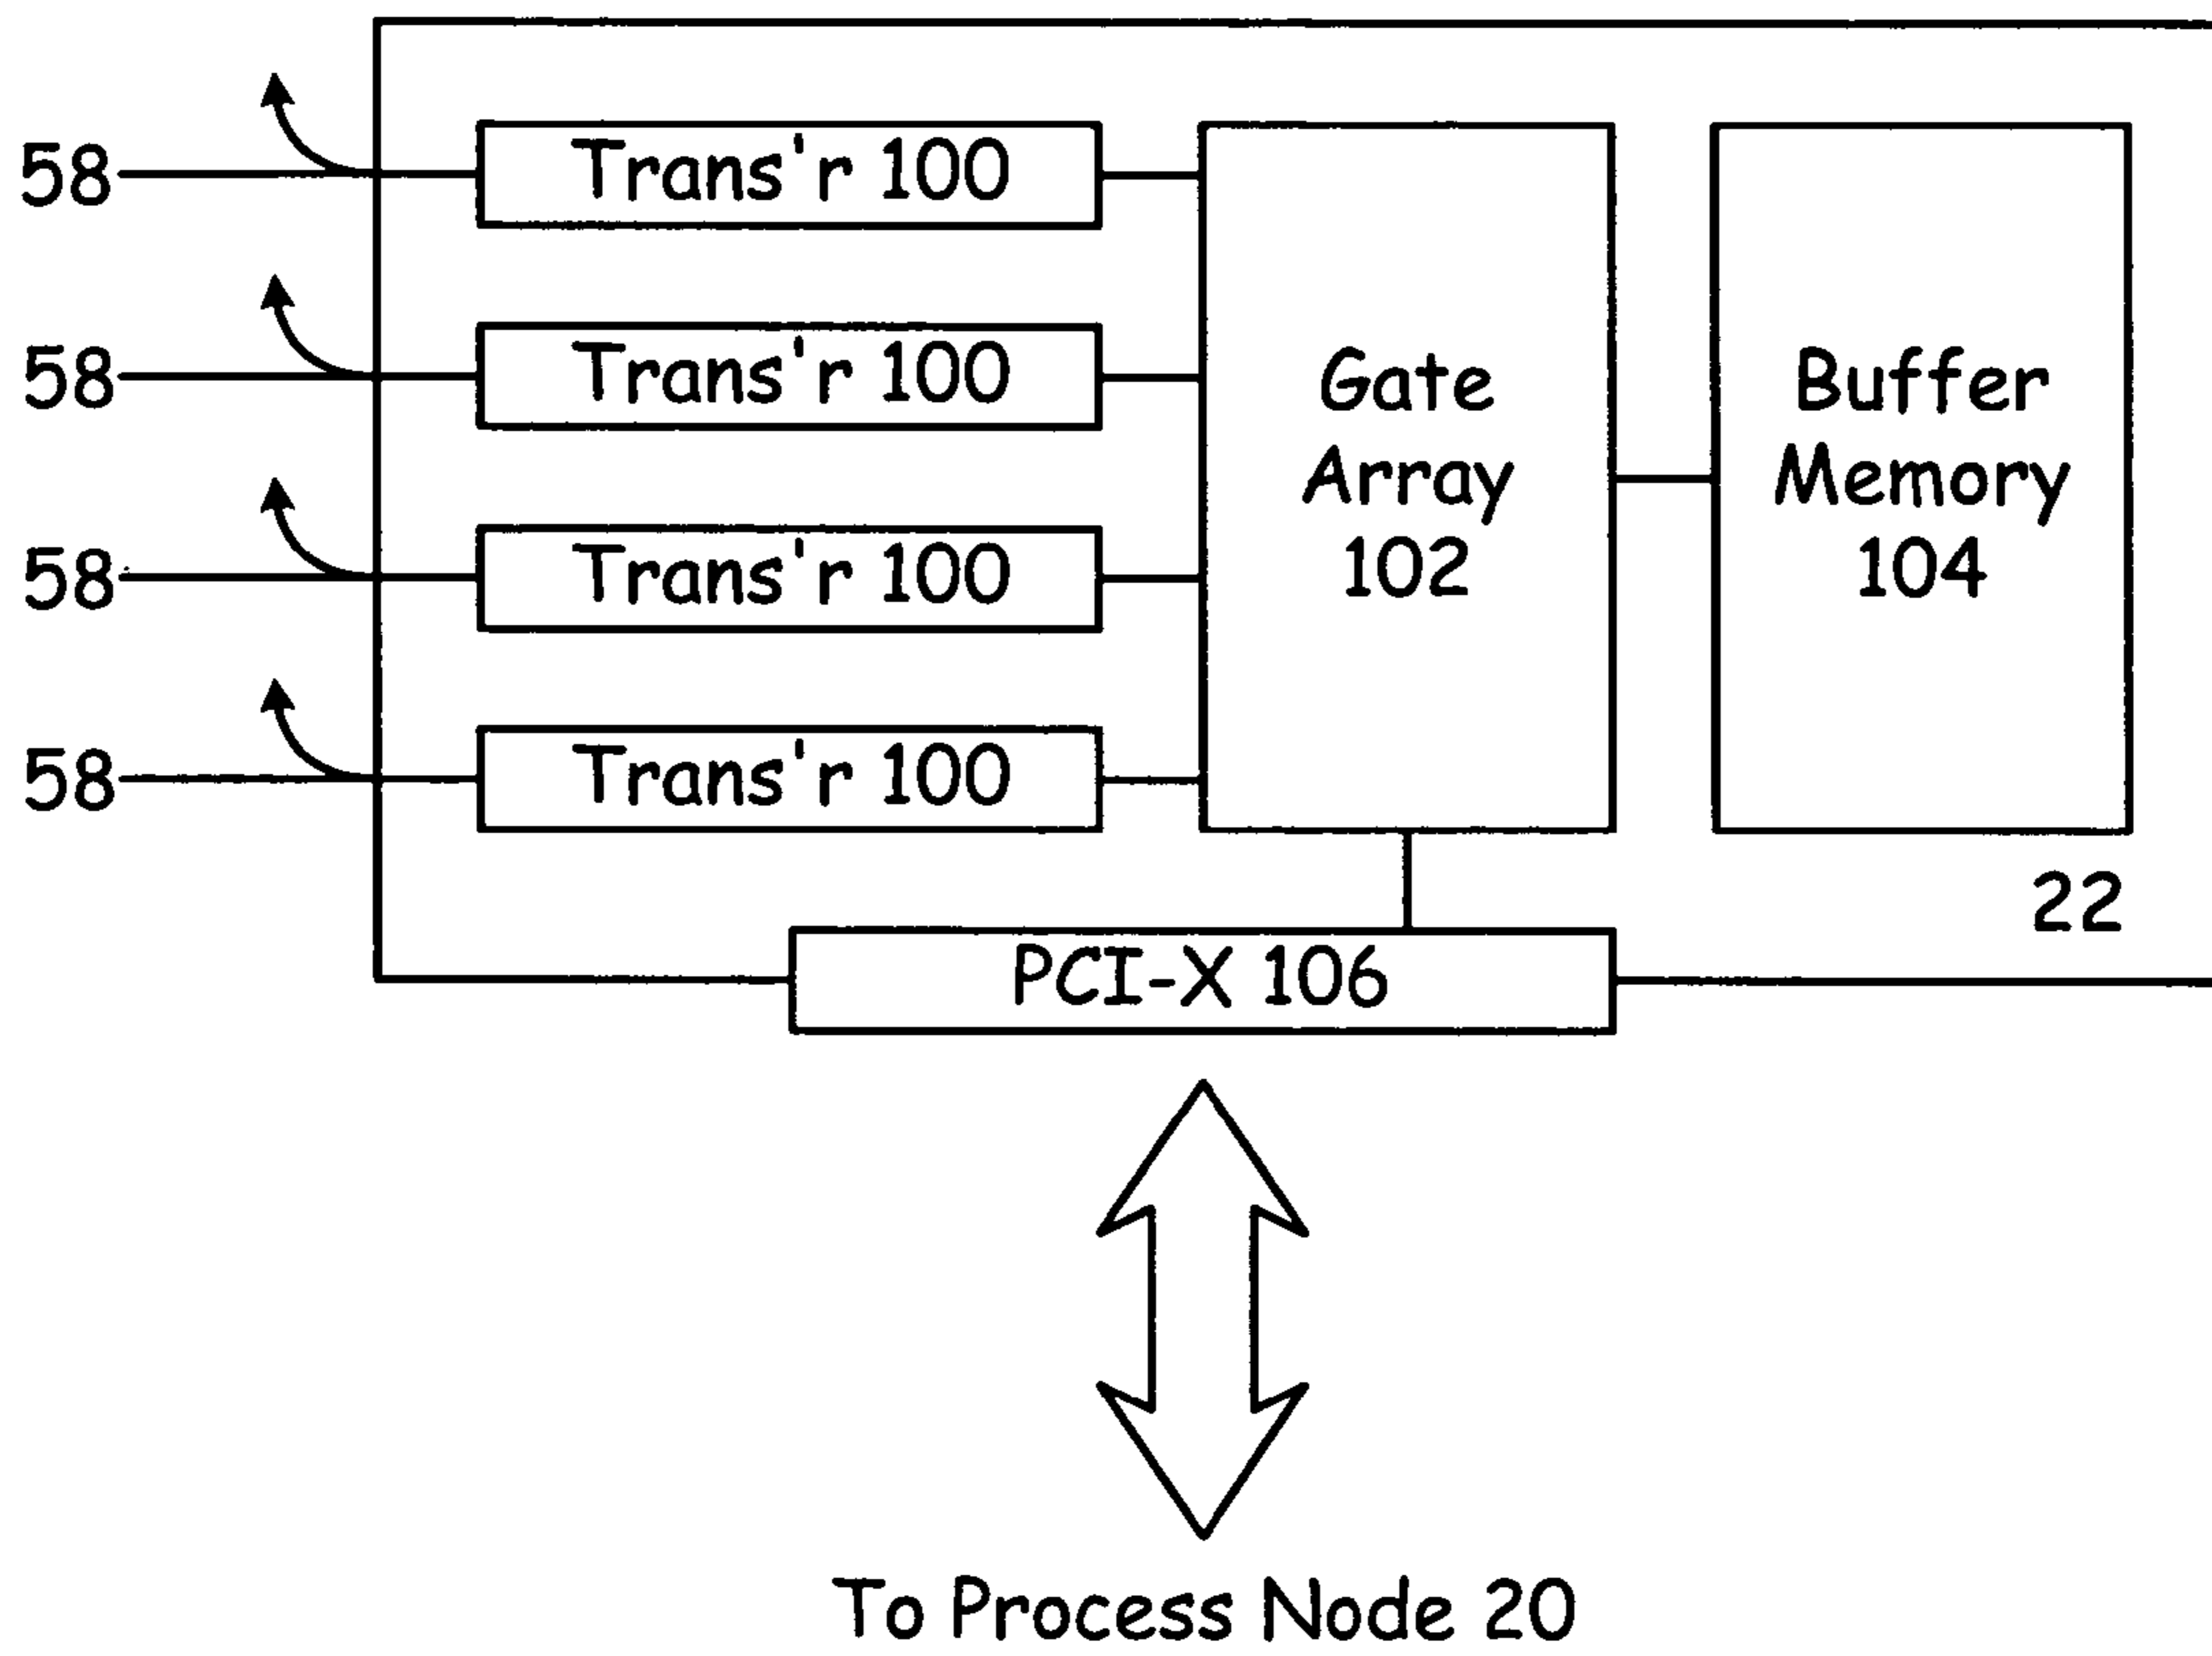 58
Trans'r 100
58
Trans'r 100
58
Trans'r 100
58
Trans'r 100
Gate
Array
102
Buffer
Memory
104
22
PCI-X 106
To Process Node 20